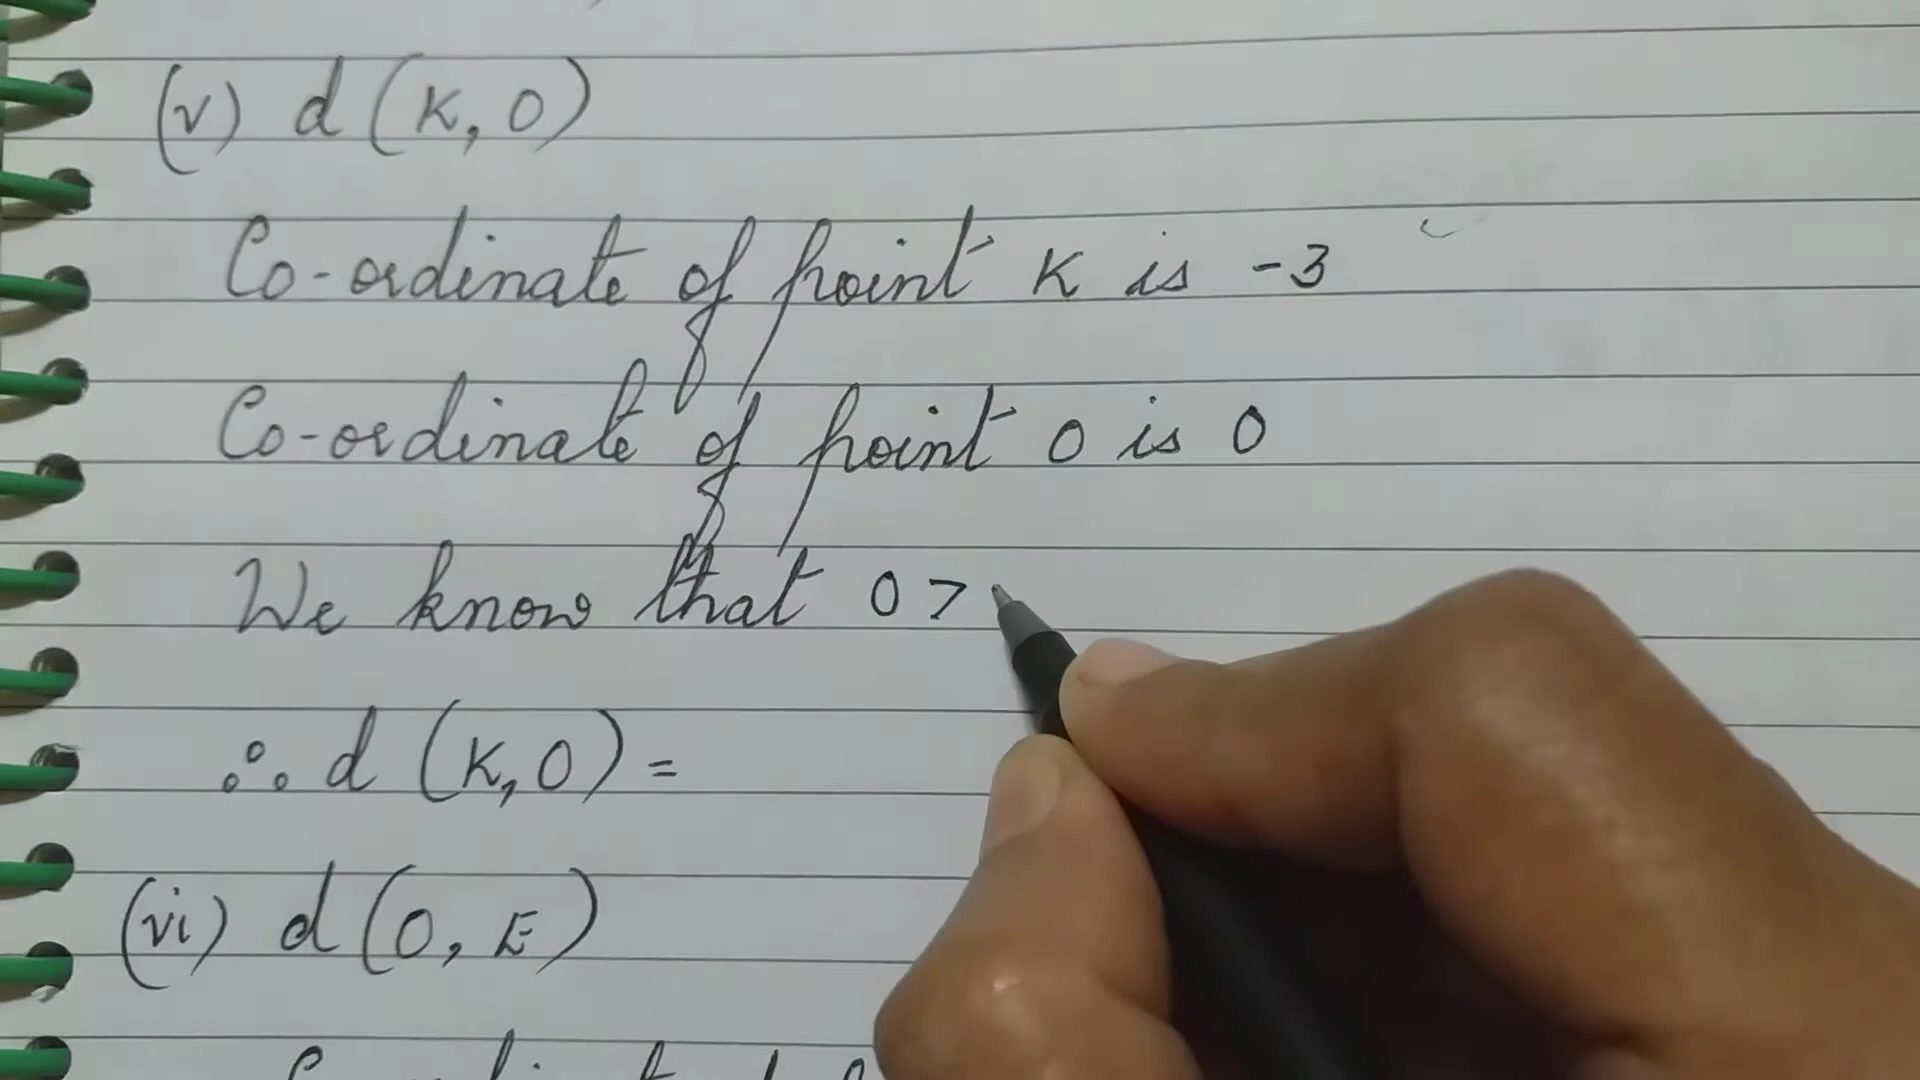 (v) d (K, O)
Co-ordinate of point K is -3
Co-ordinate of point O is 0
We know that 0 >
∴ d (K, O) =
(vi) d (O, E)